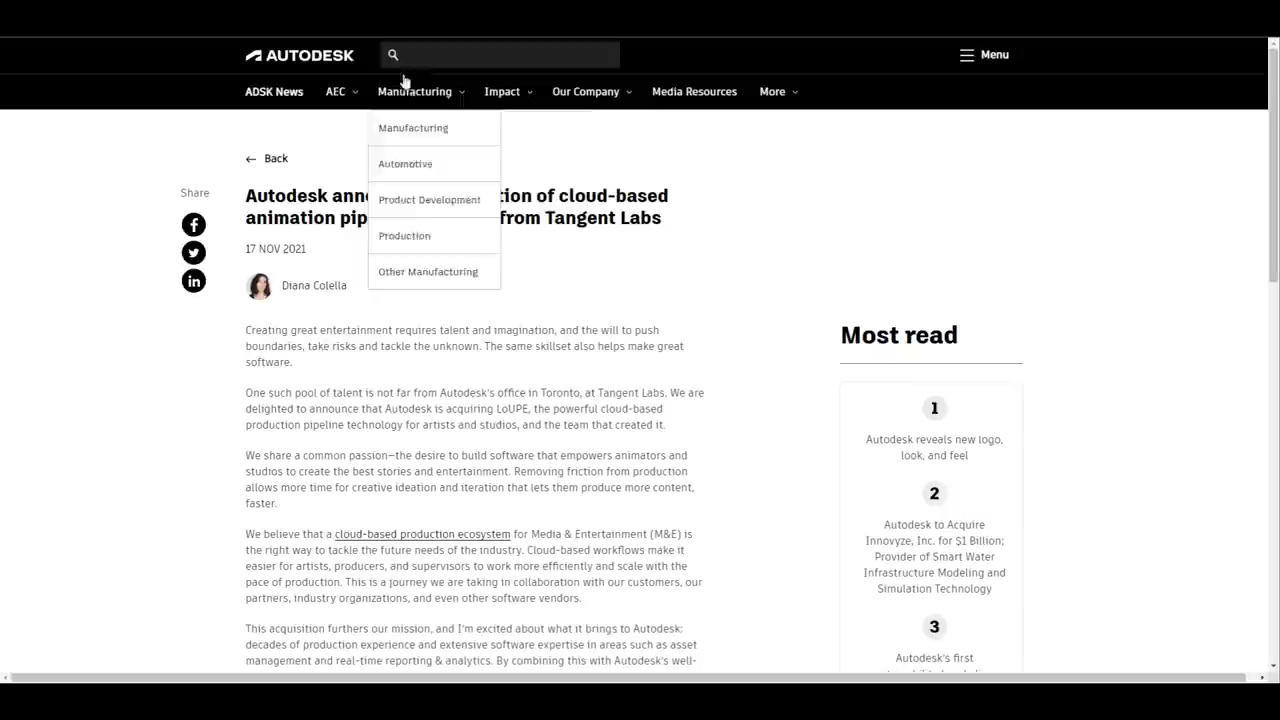 AUTODESK
Menu
ADSK News AEC Manufacturing Impact Our Company Media Resources More
Manufacturing
Automotive
Product Development
Production
Other Manufacturing
Back
Share
Autodesk ann tion of cloud-based
animation pip from Tangent Labs
17 NOV 2021
Diana Colella
Creating great entertainment requires talent and imagination, and the will to push
boundaries, take risks and tackle the unknown. The same skillset also helps make great
software.
One such pool of talent is not far from Autodesk's office in Toronto, at Tangent Labs. We are
delighted to announce that Autodesk is acquiring LoUPE, the powerful cloud-based
production pipeline technology for artists and studios, and the team that created it.
We share a common passion—the desire to build software that empowers animators and
studios to create the best stories and entertainment. Removing friction from production
allows more time for creative ideation and iteration that lets them produce more content,
faster.
We believe that a cloud-based production ecosystem for Media & Entertainment (M&E) is
the right way to tackle the future needs of the industry. Cloud-based workflows make it
easier for artists, producers, and supervisors to work more efficiently and scale with the
pace of production. This is a journey we are taking in collaboration with our customers, our
partners, industry organizations, and even other software vendors.
This acquisition furthers our mission, and I'm excited about what it brings to Autodesk:
decades of production experience and extensive software expertise in areas such as asset
management and real-time reporting & analytics. By combining this with Autodesk's well-
Most read
1
Autodesk reveals new logo,
look, and feel
2
Autodesk to Acquire
Innovyze, Inc. for $1 Billion;
Provider of Smart Water
Infrastructure Modeling and
Simulation Technology
3
Autodesk's first